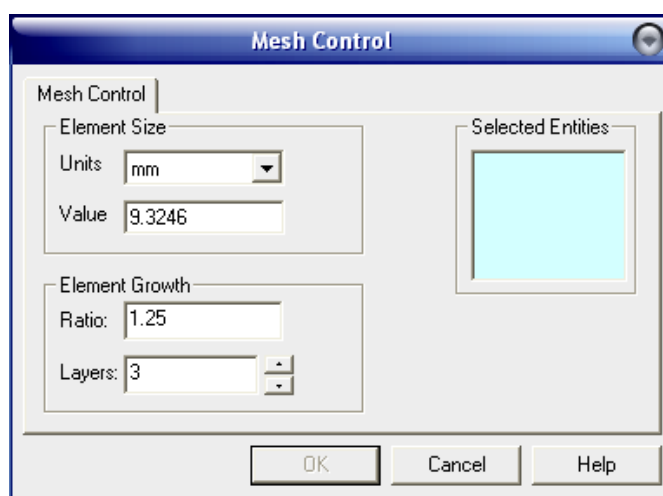 Mesh Control
Mesh Control
Element Size
Units mm
Value 9.3246
Element Growth
Ratio: 1.25
Layers: 3
Selected Entities
OK Cancel Help